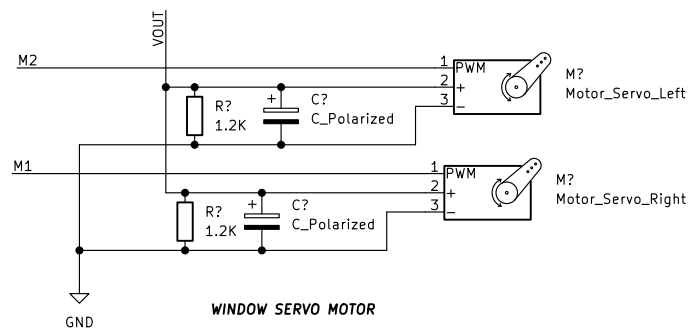 VOUT
M2
1
PWM
2
+
3
-
M?
Motor_Servo_Left
R?
1.2K
+
C?
C_Polarized
M1
1
PWM
2
+
3
-
M?
Motor_Servo_Right
R?
1.2K
+
C?
C_Polarized
GND
WINDOW SERVO MOTOR